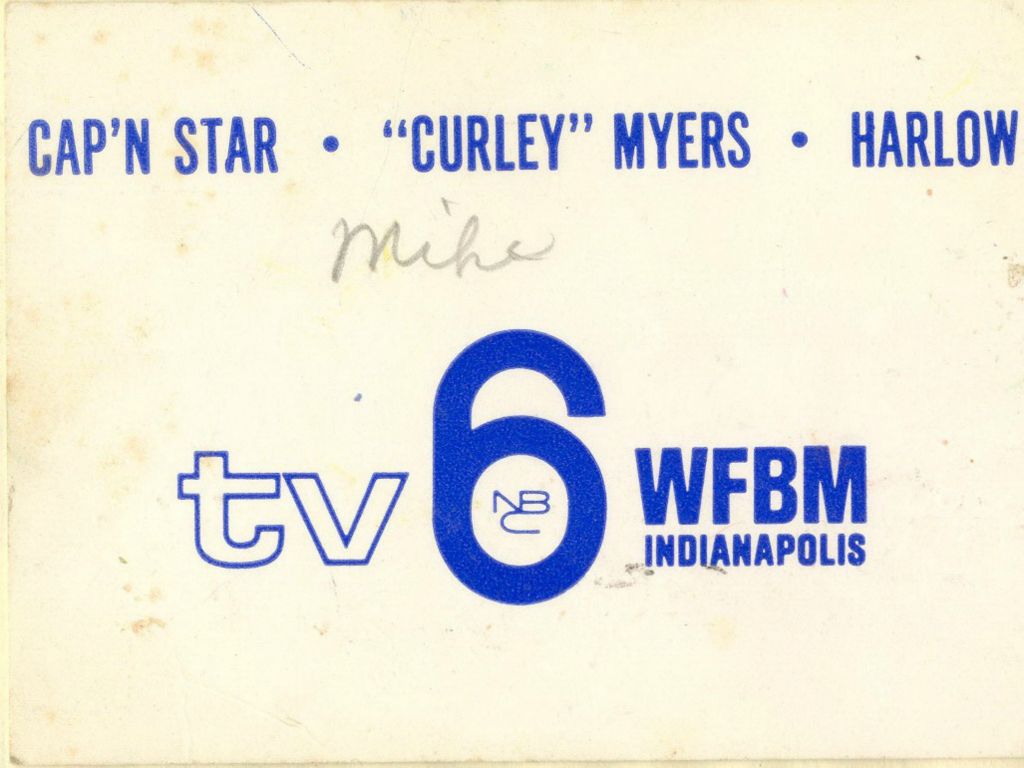 CAP'N STAR • "CURLEY" MYERS • HARLOW
Mike
tv 6 WFBM
NBC
INDIANAPOLIS